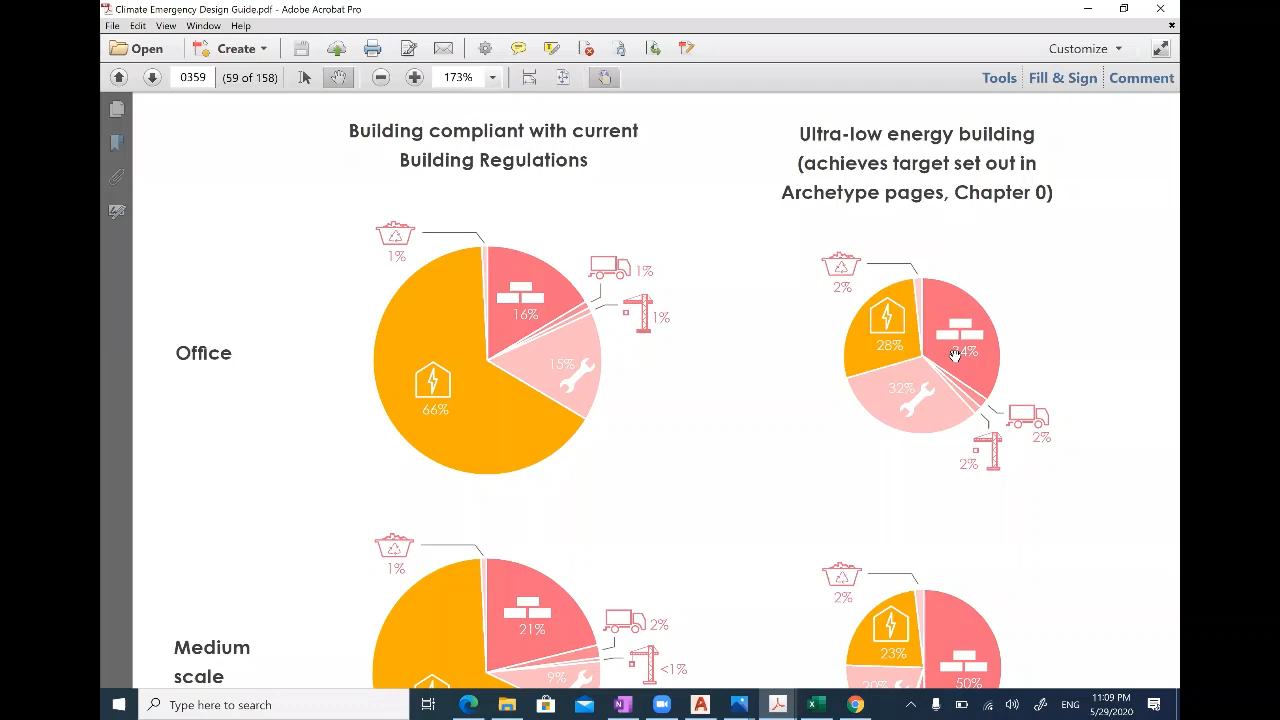 Climate Emergency Design Guide.pdf - Adobe Acrobat Pro
File Edit View Window Help
Open Create Customize
0359 (59 of 158) 173% Tools Fill & Sign Comment
Building compliant with current
Building Regulations
Ultra-low energy building
(achieves target set out in
Archetype pages, Chapter 0)
Office
1%
16%
1%
1%
15%
66%
2%
34%
28%
32%
2%
2%
Medium
scale
1%
21%
2%
<1%
9%
2%
23%
50%
20%
Type here to search
ENG
11:09 PM
5/29/2020